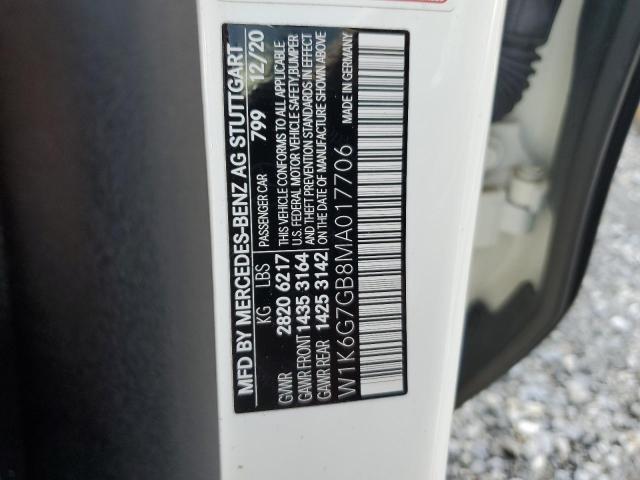 MFD BY MERCEDES-BENZ AG STUTTGART
799 12/20
KG LBS PASSENGER CAR
GVWR 2820 6217
GAWR FRONT 1435 3164
GAWR REAR 1425 3142
THIS VEHICLE CONFORMS TO ALL APPLICABLE
U.S. FEDERAL MOTOR VEHICLE SAFETY, BUMPER
AND THEFT PREVENTION STANDARDS IN EFFECT
ON THE DATE OF MANUFACTURE SHOWN ABOVE
W1K6G7GB8MA017706
MADE IN GERMANY